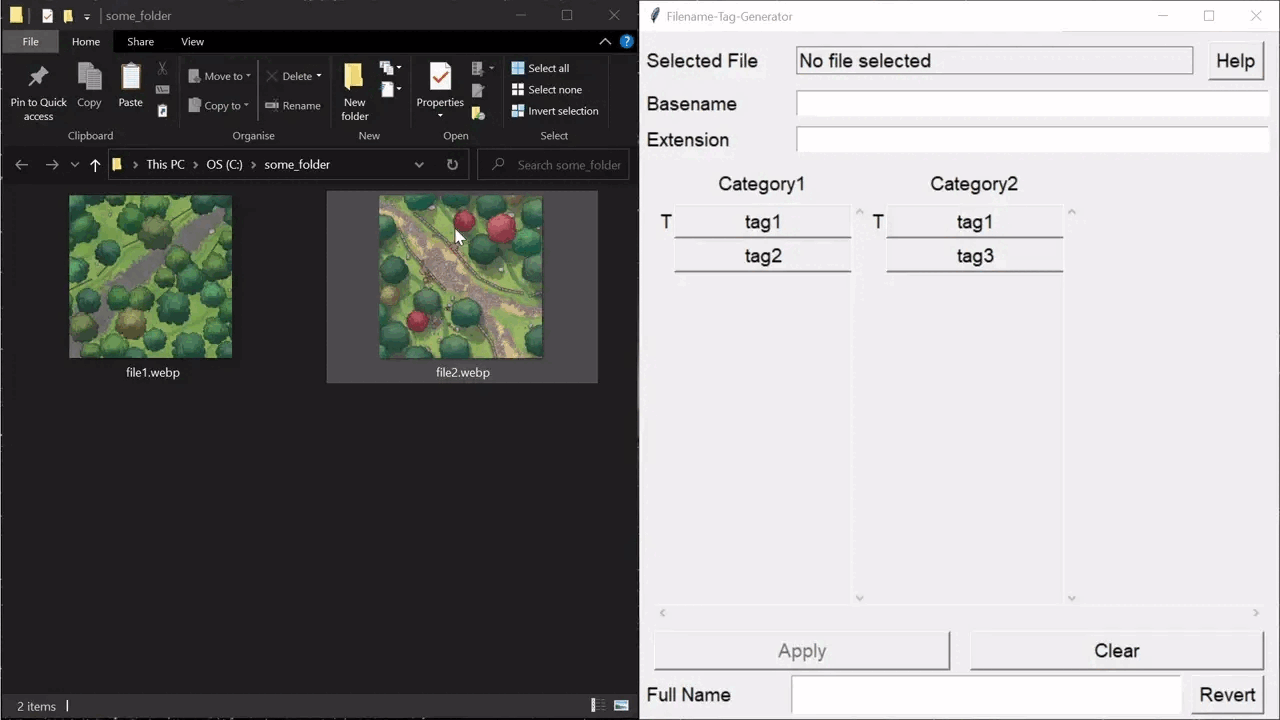 some_folder
File Home Share View
Pin to Quick access
Copy
Paste
Clipboard
Move to
Copy to
Delete
Rename
Organise
New folder
New
Properties
Open
Select all
Select none
Invert selection
Select
This PC > OS (C:) > some_folder
Search some_folder
file1.webp
file2.webp
2 items
Filename-Tag-Generator
Selected File No file selected Help
Basename
Extension
Category1 Category2
T tag1 T tag1
tag2 tag3
Apply Clear
Full Name Revert